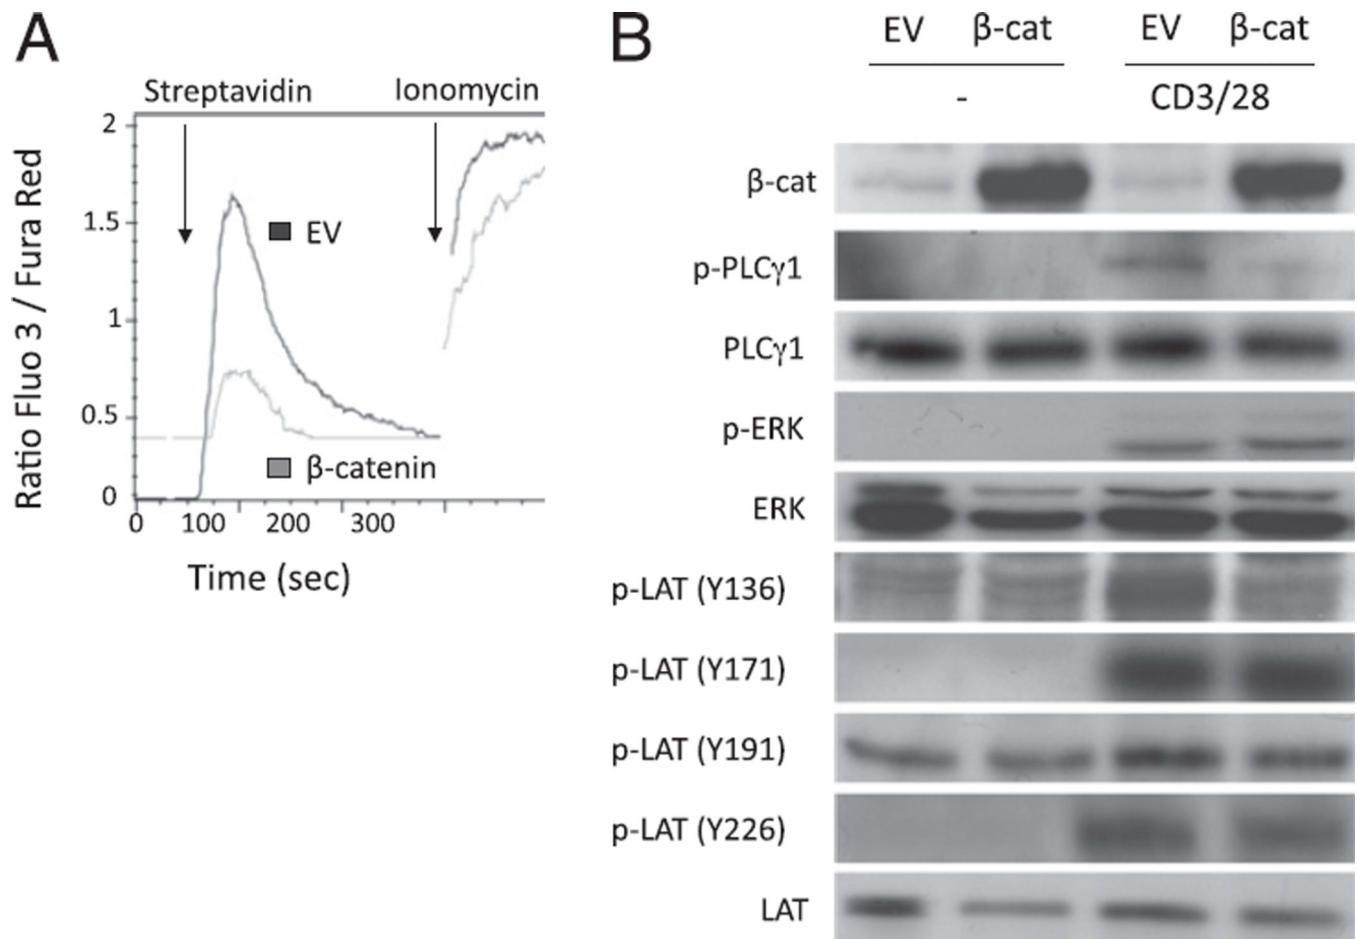 A
Streptavidin Ionomycin
Ratio Fluo 3 / Fura Red
2
1.5
1
0.5
0
EV
β-catenin
0 100 200 300
Time (sec)
B
EV β-cat EV β-cat
- CD3/28
β-cat
p-PLCγ1
PLCγ1
p-ERK
ERK
p-LAT (Y136)
p-LAT (Y171)
p-LAT (Y191)
p-LAT (Y226)
LAT